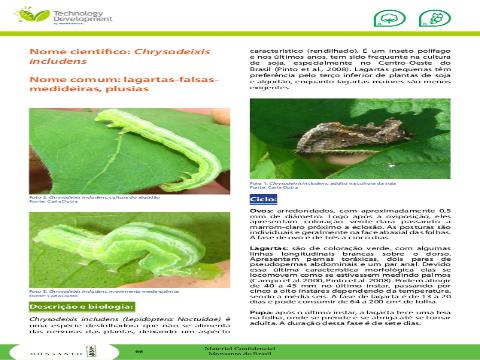 Technology
Development
Nome científico: Chrysodeixis
includens
Nome comum: lagartas-falsas-
medideiras, plusias
Foto 2. Chrysodeixis includens, cultura do algodão
Fonte: Carla Dutra
Foto 3. Chrysodeixis includens, movimento mede-palmos
Fonte: Carla Dutra
Descrição e biologia:
Chrysodeixis includens (Lepidoptera: Noctuidae) é
uma espécie desfolhadora que não se alimenta
das nervuras das plantas, deixando um aspecto
característico (rendilhado). É um inseto polífago
e nos últimos anos, tem sido frequente na cultura
de soja, especialmente no Centro-Oeste do
Brasil (Pinto et al., 2008). Lagartas pequenas têm
preferência pelo terço inferior de plantas de soja
e algodão, enquanto lagartas maiores são menos
exigentes.
Foto 1: Chrysodeixis includens, adulto na cultura da soja
Fonte: Carla Dutra
Ciclo:
Ovos: arredondados, com aproximadamente 0,5
mm de diâmetro. Logo após a oviposição, eles
apresentam coloração verde-clara passando a
marrom-claro próximo a eclosão. As posturas são
individuais e geralmente na face abaxial das folhas.
A fase de ovo é de três a cinco dias.
Lagartas: são de coloração verde, com algumas
linhas longitudinais brancas sobre o dorso.
Apresentam pernas torácicas, dois pares de
pseudopernas abdominais e um par anal. Devido
essa última característica morfológica elas se
locomovem como se estivessem medindo palmos
(Campo et al 2000, Pinto et al 2008). Podem atingir
de 40 a 45 mm no último instar, passando por
cinco a oito instares dependendo da temperatura,
sendo a média seis. A fase de lagarta é de 13 a 20
dias e pode consumir de 64 a 200 cm² de folha.
Pupa: após o último instar, a lagarta tece uma teia
na folha, onde se prende e se abriga até se tornar
adulta. A duração dessa fase é de sete dias.
MONSANTO
Material Confidencial
Monsanto do Brasil